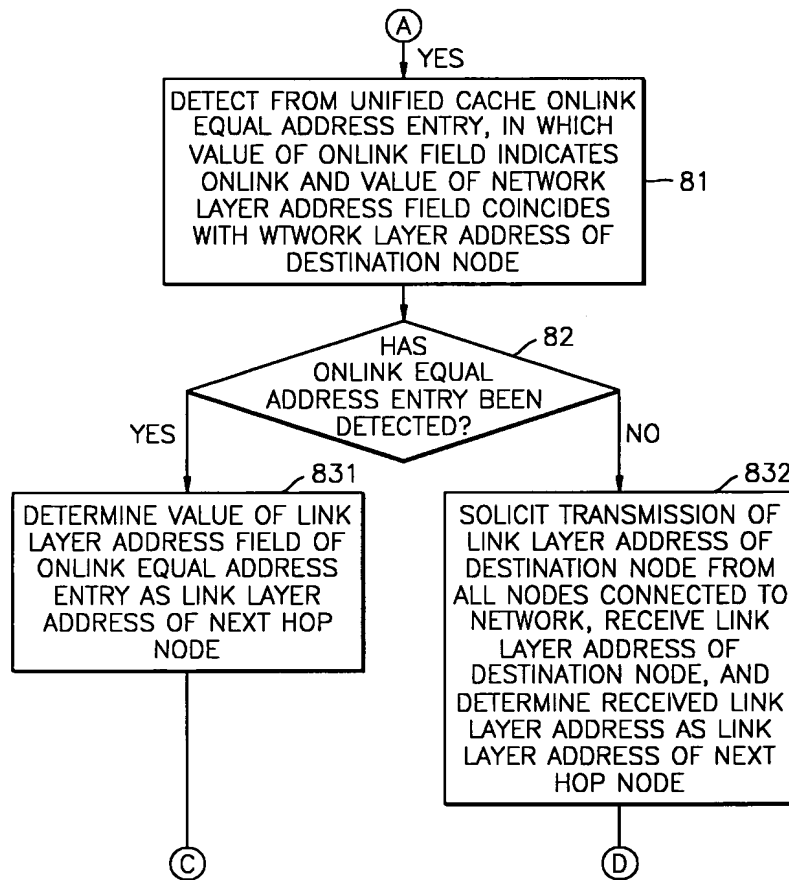 A
YES
DETECT FROM UNIFIED CACHE ONLINK
EQUAL ADDRESS ENTRY, IN WHICH
VALUE OF ONLINK FIELD INDICATES
ONLINK AND VALUE OF NETWORK
LAYER ADDRESS FIELD COINCIDES
WITH WTWORK LAYER ADDRESS OF
DESTINATION NODE
81
82
HAS
ONLINK EQUAL
ADDRESS ENTRY BEEN
DETECTED?
YES
NO
831
DETERMINE VALUE OF LINK
LAYER ADDRESS FIELD OF
ONLINK EQUAL ADDRESS
ENTRY AS LINK LAYER
ADDRESS OF NEXT HOP
NODE
832
SOLICIT TRANSMISSION OF
LINK LAYER ADDRESS OF
DESTINATION NODE FROM
ALL NODES CONNECTED TO
NETWORK, RECEIVE LINK
LAYER ADDRESS OF
DESTINATION NODE, AND
DETERMINE RECEIVED LINK
LAYER ADDRESS AS LINK
LAYER ADDRESS OF NEXT
HOP NODE
C
D